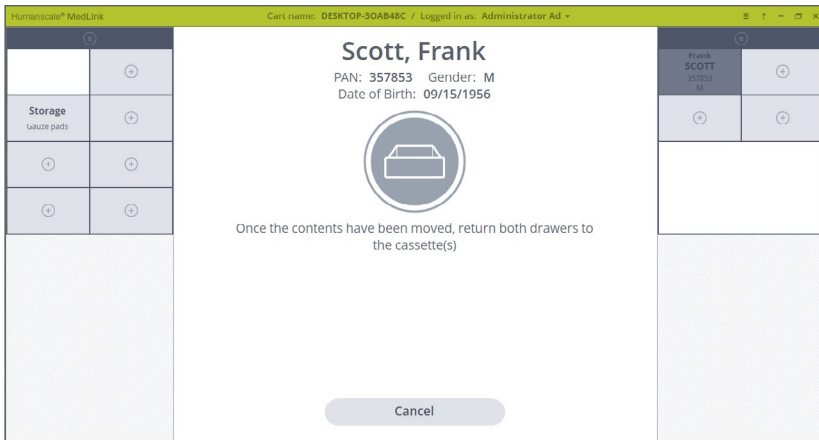 Humanscale® MedLink
Cart name: DESKTOP-3OAB48C / Logged in as: Administrator Ad
Storage
Gauze pads
Scott, Frank
PAN: 357853 Gender: M
Date of Birth: 09/15/1956
Once the contents have been moved, return both drawers to
the cassette(s)
Cancel
Frank
SCOTT
357853
M